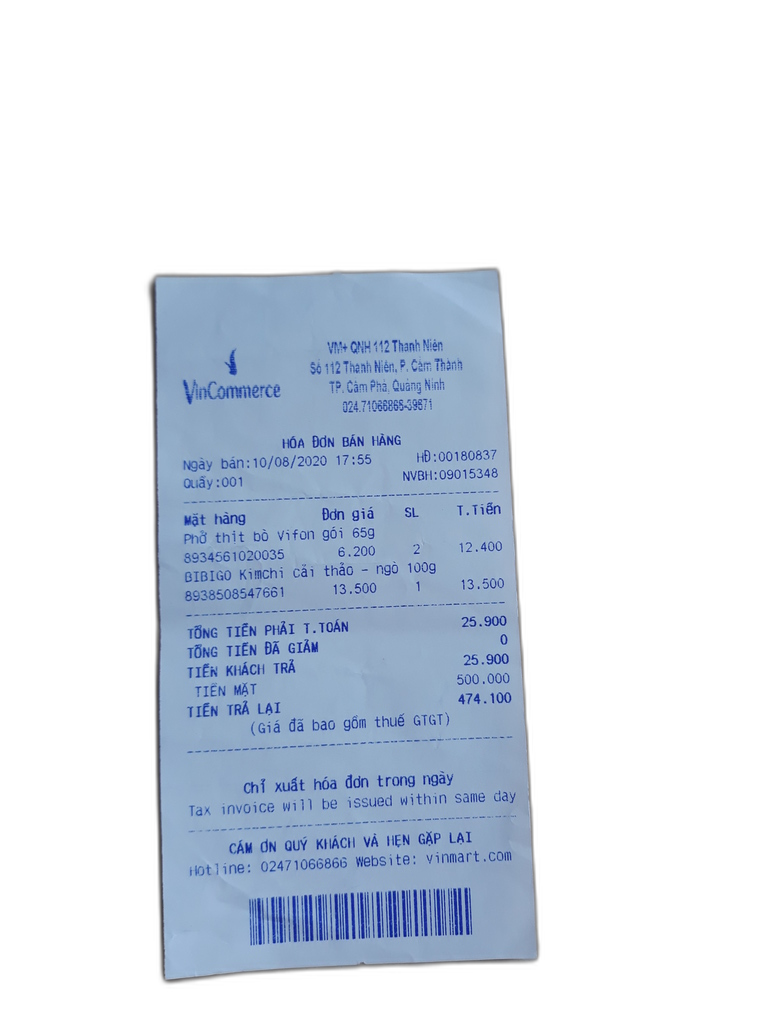 VinCommerce
VM+ QNH 112 Thanh Niên
Số 112 Thanh Niên, P. Cẩm Thành
TP. Cẩm Phả, Quảng Ninh
024.71066866-39671
HÓA ĐƠN BÁN HÀNG
Ngày bán:10/08/2020 17:55 HĐ:00180837
Quầy:001 NVBH:09015348
Mặt hàng Đơn giá SL T.Tiền
Phở thịt bò Vifon gói 65g
8934561020035 6.200 2 12.400
BIBIGO Kimchi cải thảo - ngò 100g
8938508547661 13.500 1 13.500
TỔNG TIỀN PHẢI T.TOÁN 25.900
TỔNG TIỀN ĐÃ GIẢM 0
TIỀN KHÁCH TRẢ 25.900
TIỀN MẶT 500.000
TIỀN TRẢ LẠI 474.100
(Giá đã bao gồm thuế GTGT)
Chỉ xuất hóa đơn trong ngày
Tax invoice will be issued within same day
CẢM ƠN QUÝ KHÁCH VÀ HẸN GẶP LẠI
Hotline: 02471066866 Website: vinmart.com